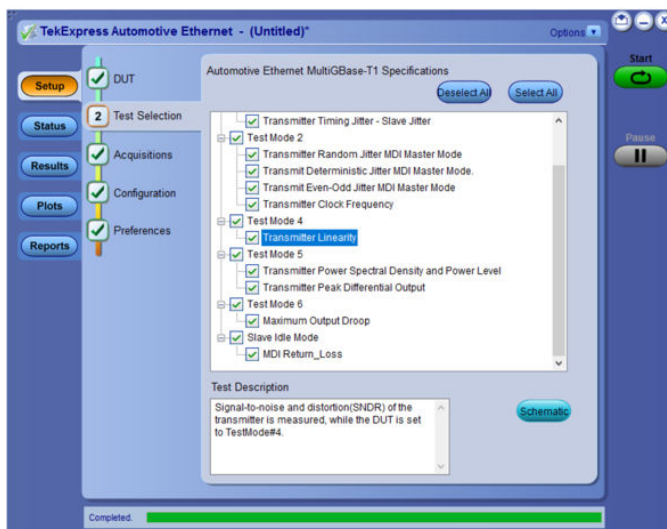 TekExpress Automotive Ethernet - (Untitled)*
Options
Start
Pause
Setup
Status
Results
Plots
Reports
DUT
2 Test Selection
Acquisitions
Configuration
Preferences
Automotive Ethernet MultiGBase-T1 Specifications
Deselect All
Select All
Transmitter Timing Jitter - Slave Jitter
Test Mode 2
Transmitter Random Jitter MDI Master Mode
Transmit Deterministic Jitter MDI Master Mode.
Transmit Even-Odd Jitter MDI Master Mode
Transmitter Clock Frequency
Test Mode 4
Transmitter Linearity
Test Mode 5
Transmitter Power Spectral Density and Power Level
Transmitter Peak Differential Output
Test Mode 6
Maximum Output Droop
Slave Idle Mode
MDI Return_Loss
Test Description
Signal-to-noise and distortion(SNDR) of the
transmitter is measured, while the DUT is set
to TestMode#4.
Schematic
Completed.